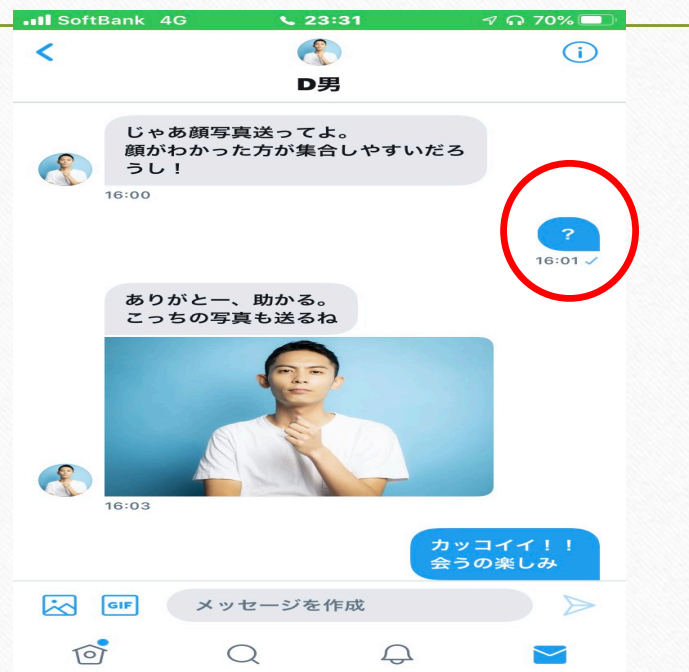 SoftBank 4G 23:31 70%
D男
じゃあ顔写真送ってよ。
顔がわかった方が集合しやすいだろ
うし！
16:00
？
16:01
ありがとー、助かる。
こっちの写真も送るね
16:03
カッコイイ！！
会うの楽しみ
GIF メッセージを作成